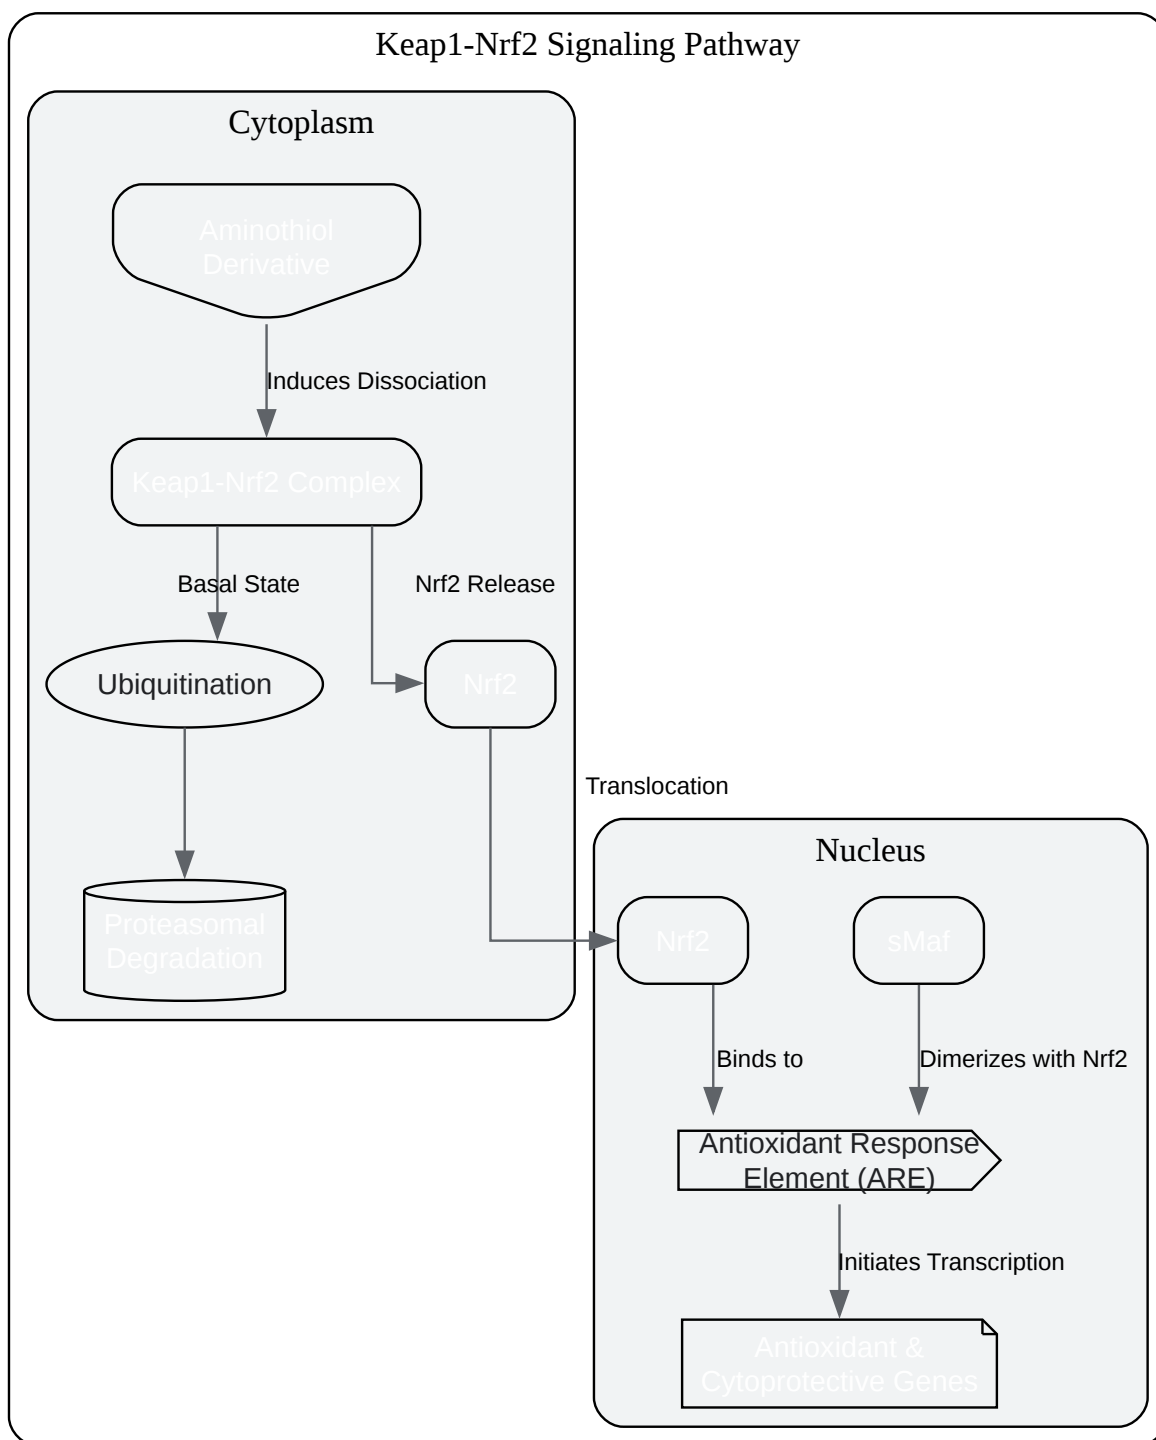 Keap1-Nrf2 Signaling Pathway
Cytoplasm
Aminothiol
Derivative
Induces Dissociation
Keap1-Nrf2 Complex
Basal State
Nrf2 Release
Ubiquitination
Nrf2
Translocation
Proteasomal
Degradation
Nucleus
Nrf2
sMaf
Binds to
Dimerizes with Nrf2
Antioxidant Response
Element (ARE)
Initiates Transcription
Antioxidant &
Cytoprotective Genes